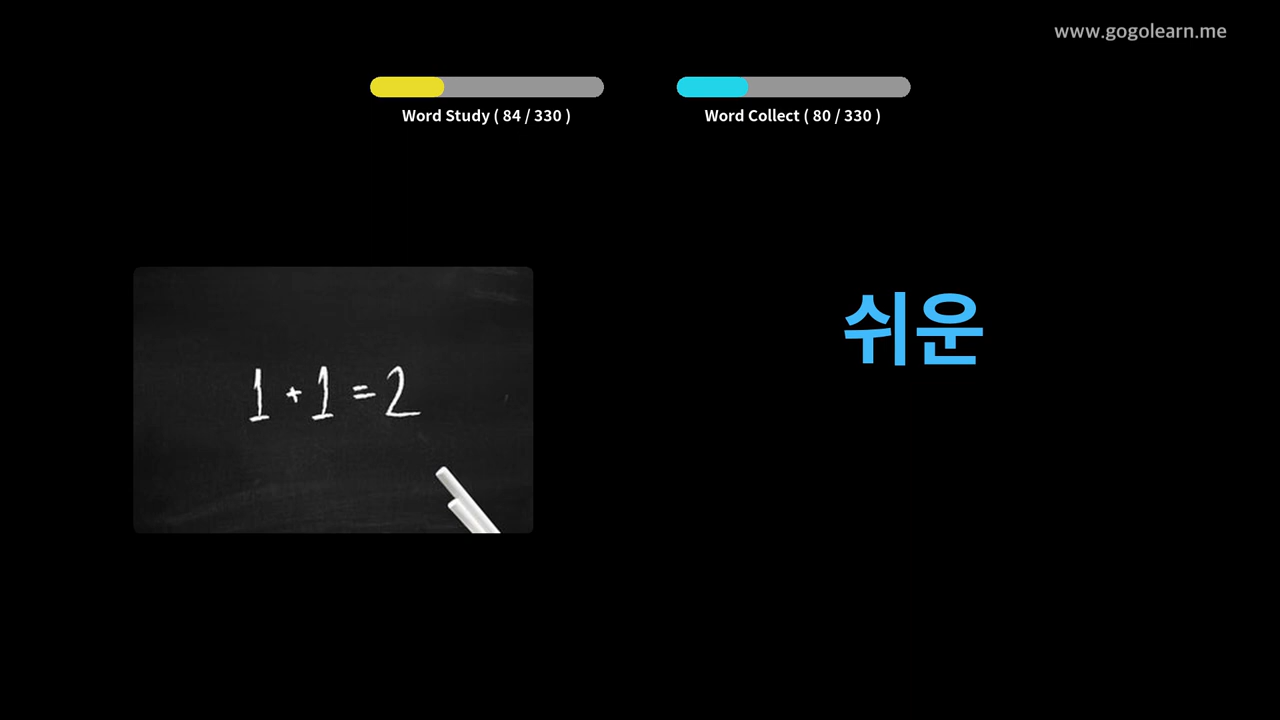 www.gogolearn.me
Word Study ( 84 / 330 )
Word Collect ( 80 / 330 )
쉬운
1 + 1 = 2